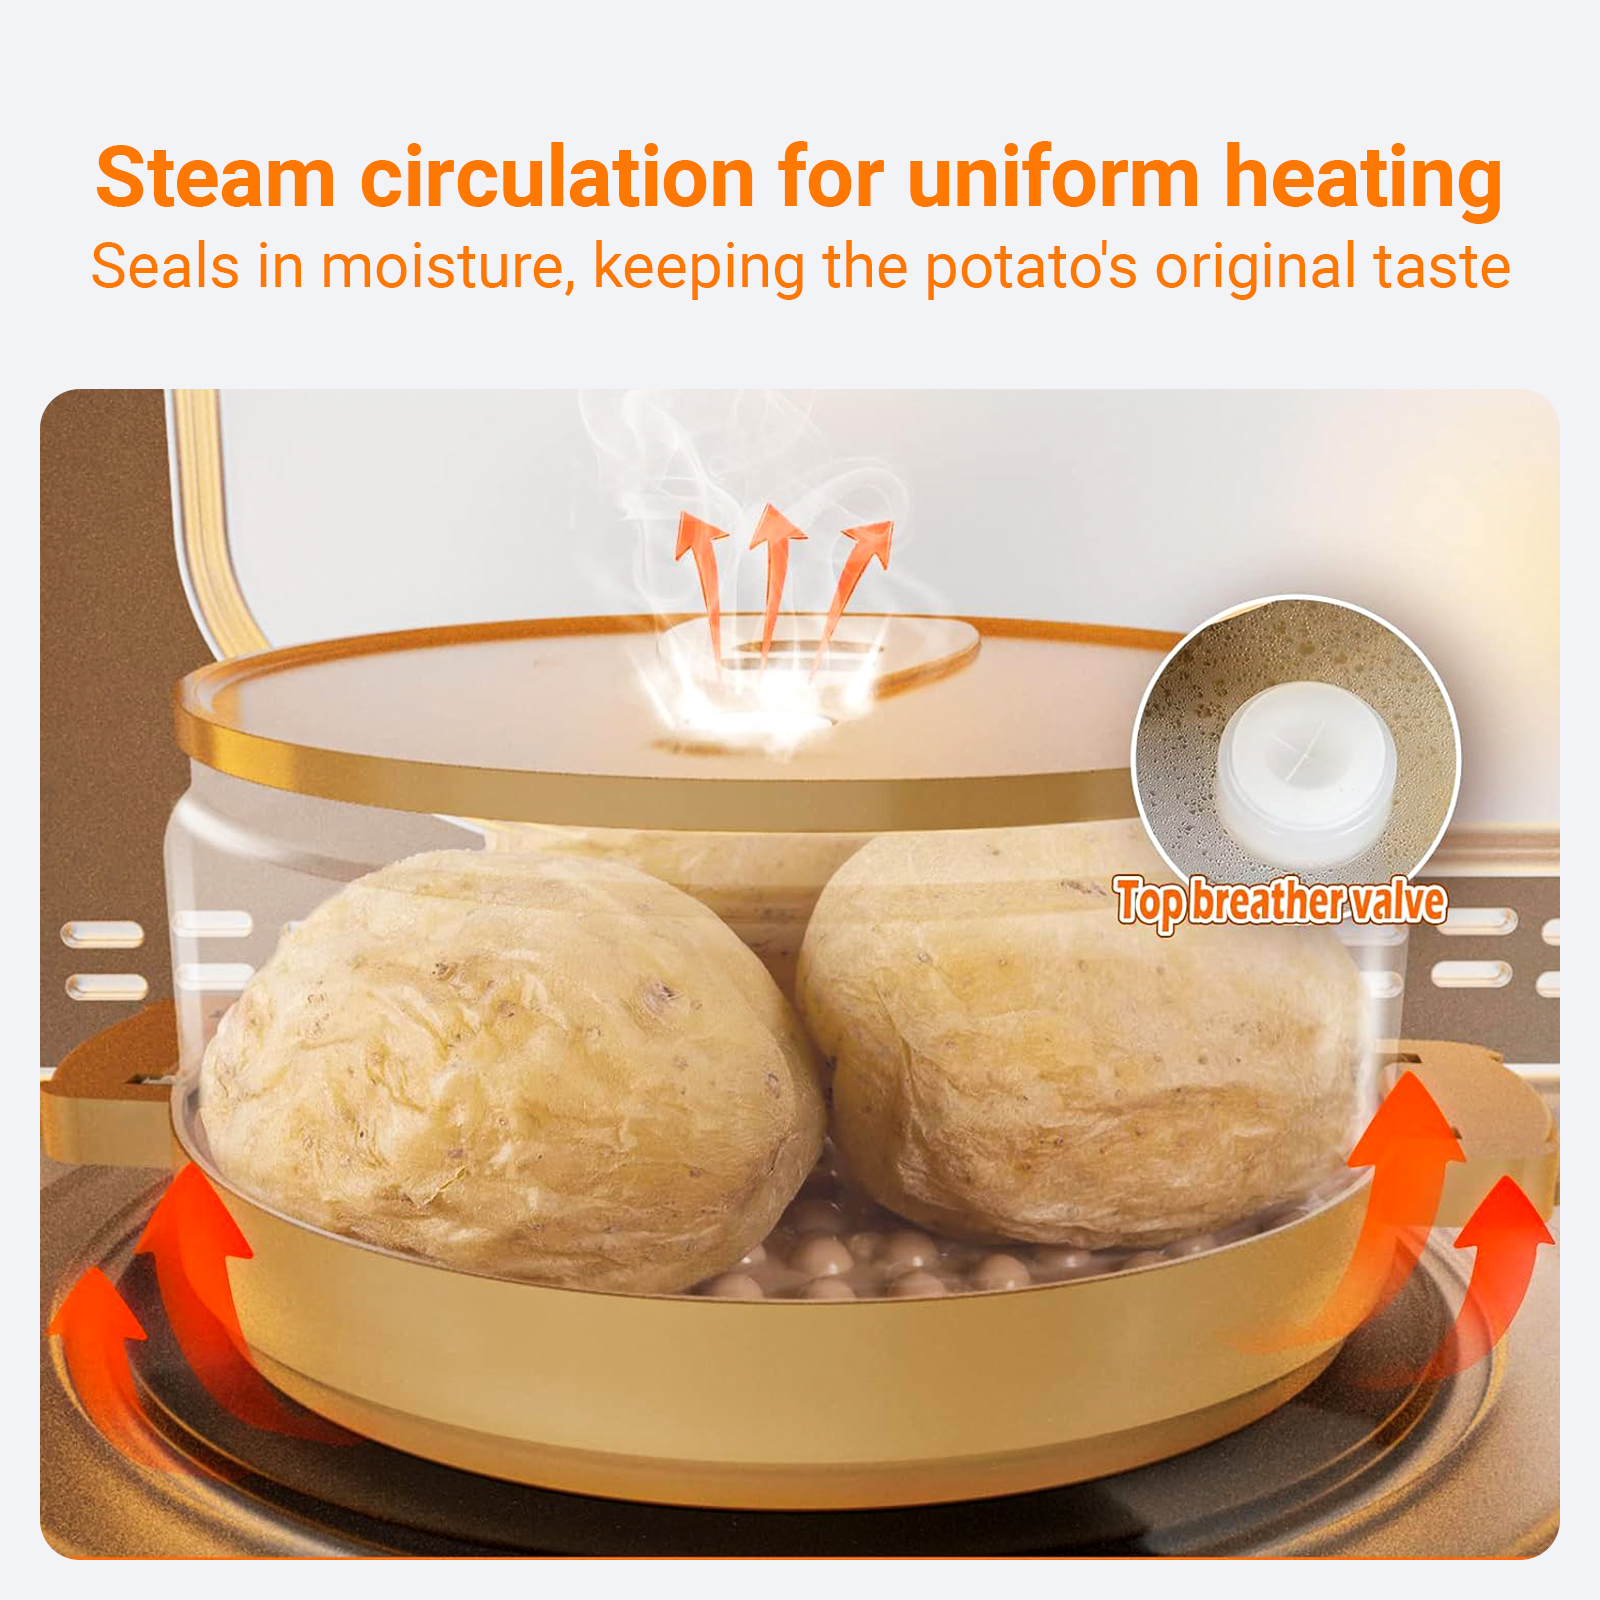 Steam circulation for uniform heating
Seals in moisture, keeping the potato's original taste
Top breather valve